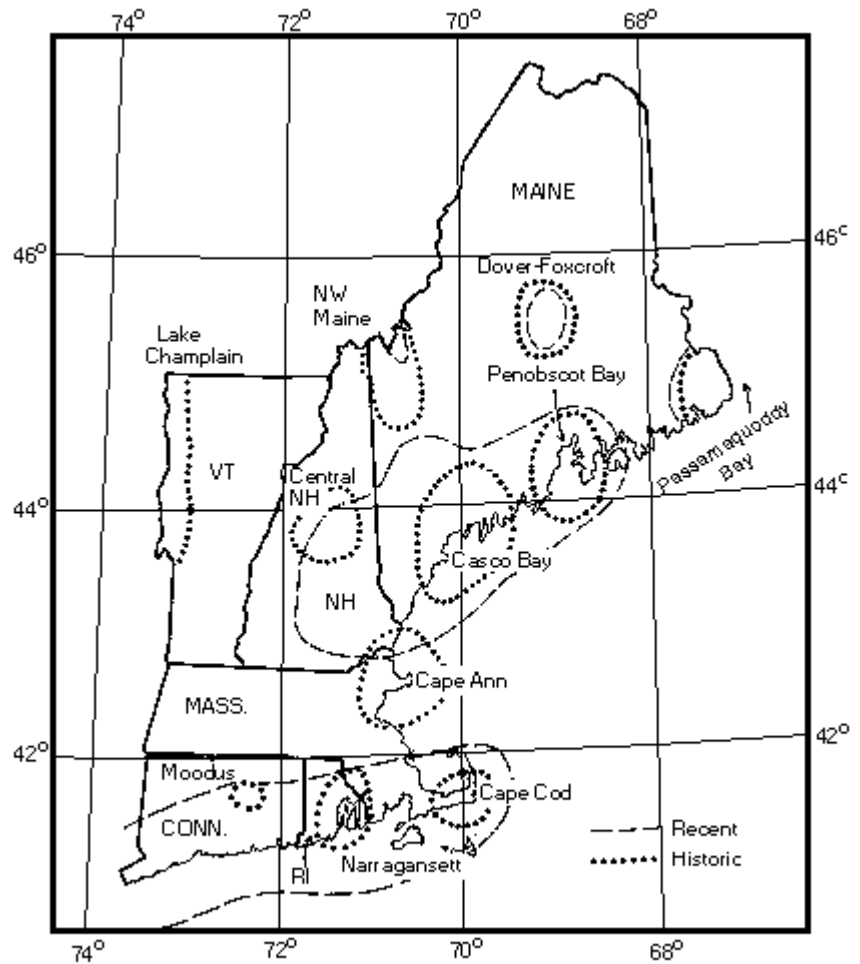 74° 72° 70° 68°
MAINE
46° 46°
Dover-Foxcroft
NW
Maine
Lake
Champlain
Penobscot Bay
Passamaquoddy
Bay
VT
Central
NH
44° 44°
Casco Bay
NH
Cape Ann
MASS.
42° 42°
Moodus
Cape Cod
CONN.
Recent
Historic
Narragansett
RI
74° 72° 70° 68°